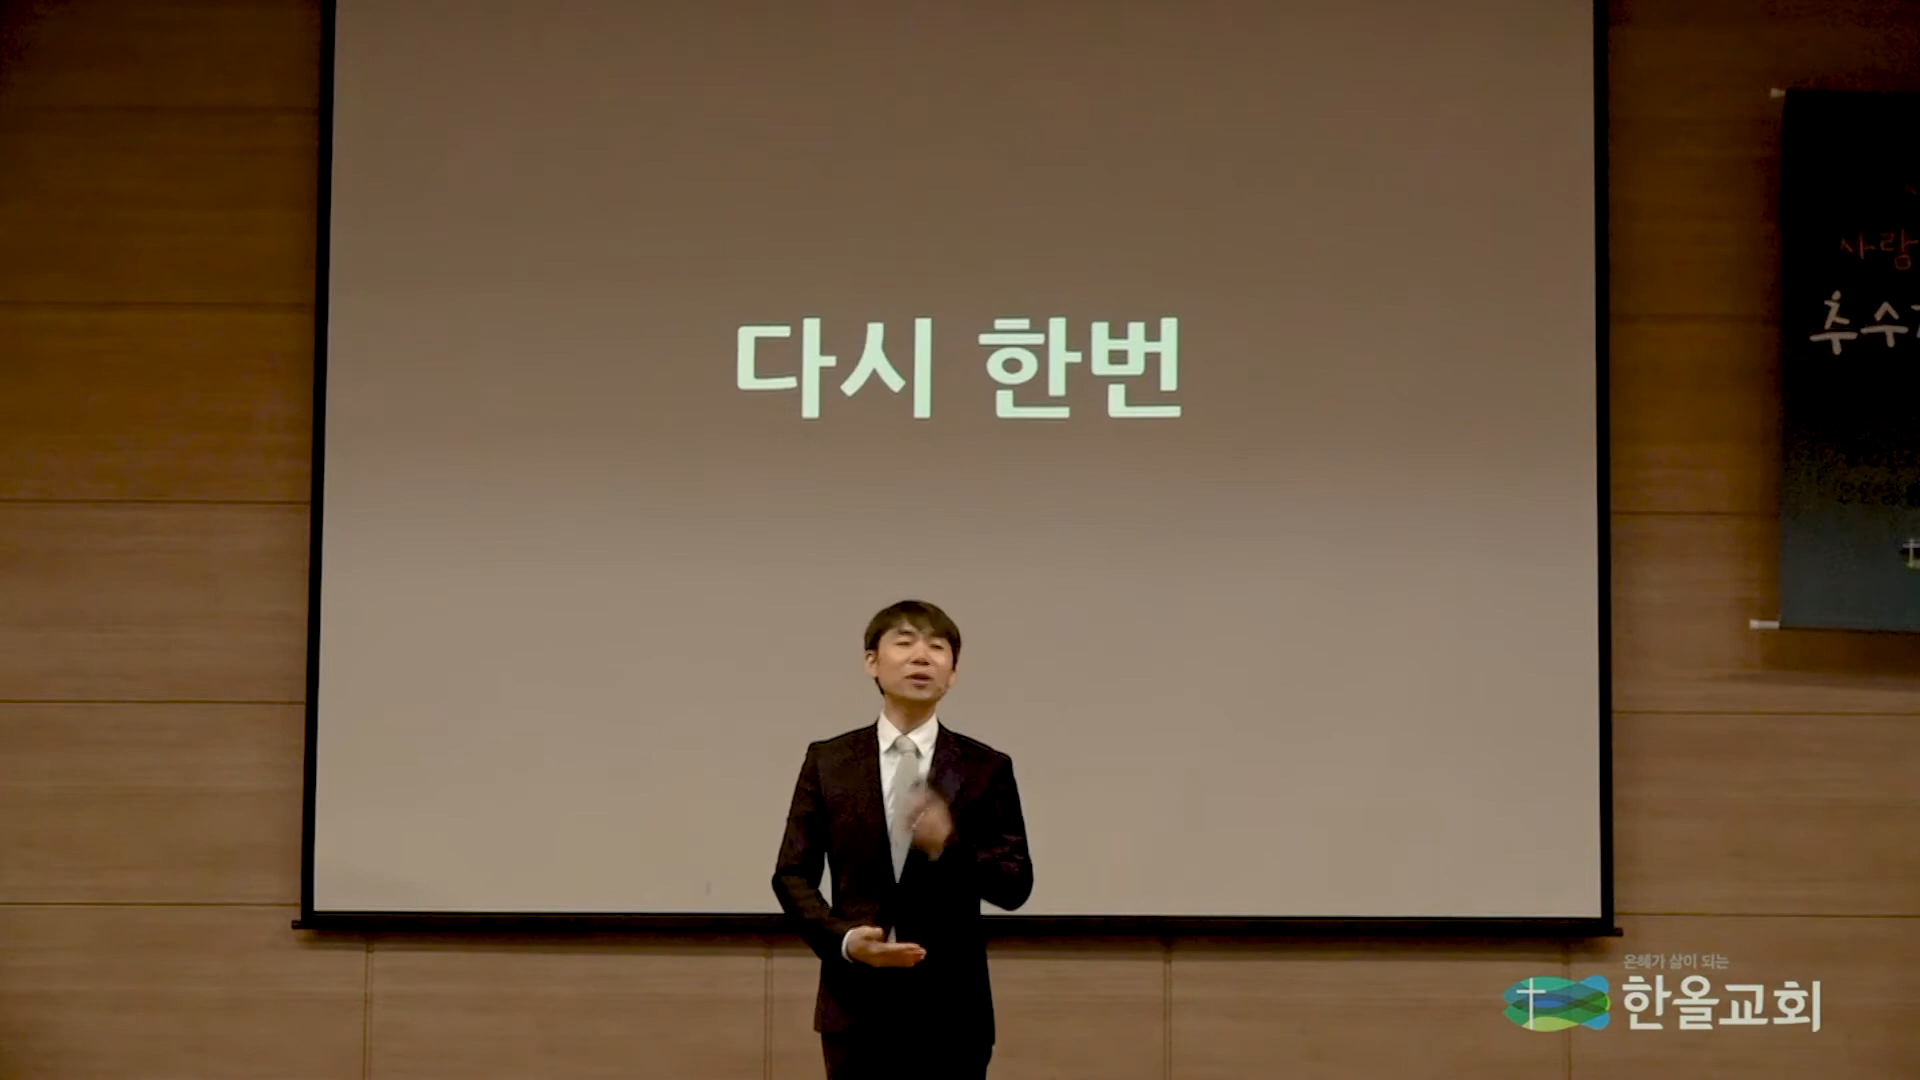 다시 한번
사랑
추수
은혜가 삶이 되는
한올교회